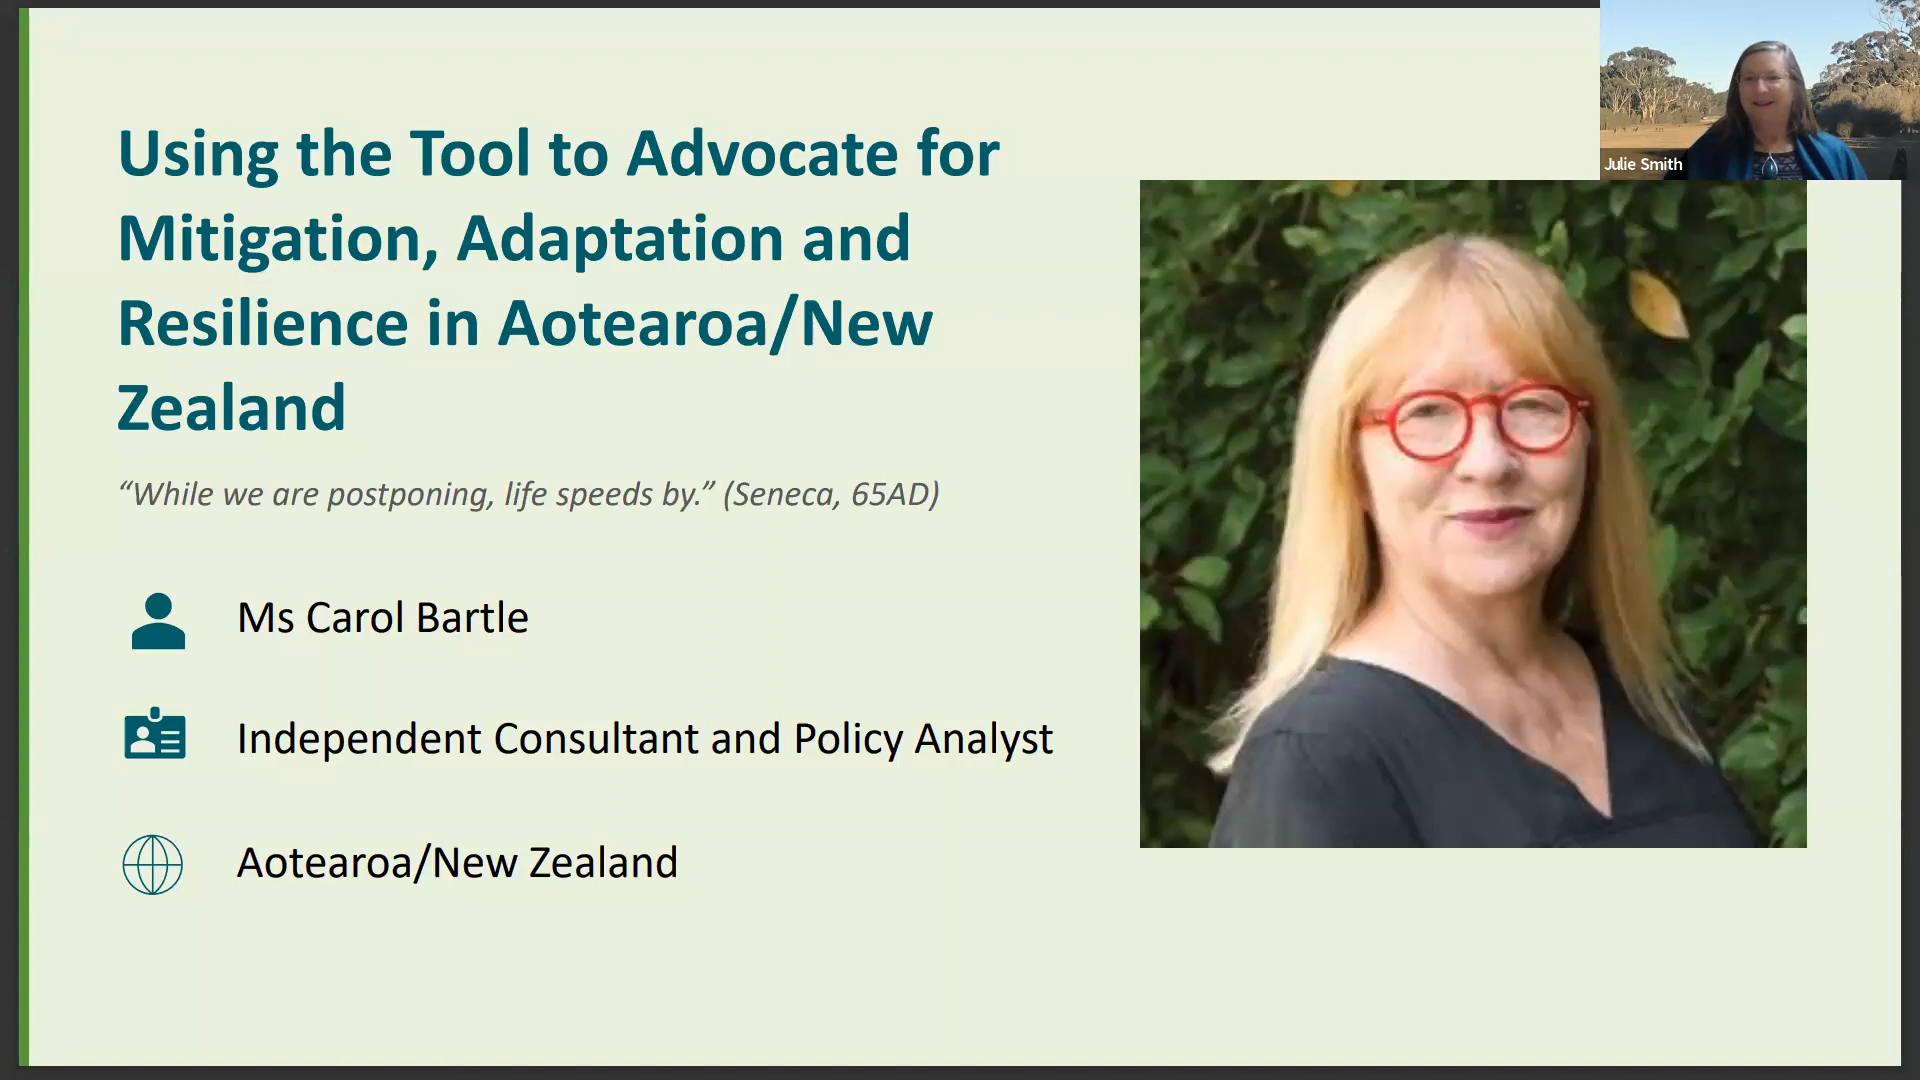 Using the Tool to Advocate for
Mitigation, Adaptation and
Resilience in Aotearoa/New
Zealand
“While we are postponing, life speeds by.” (Seneca, 65AD)
Ms Carol Bartle
Independent Consultant and Policy Analyst
Aotearoa/New Zealand
Julie Smith